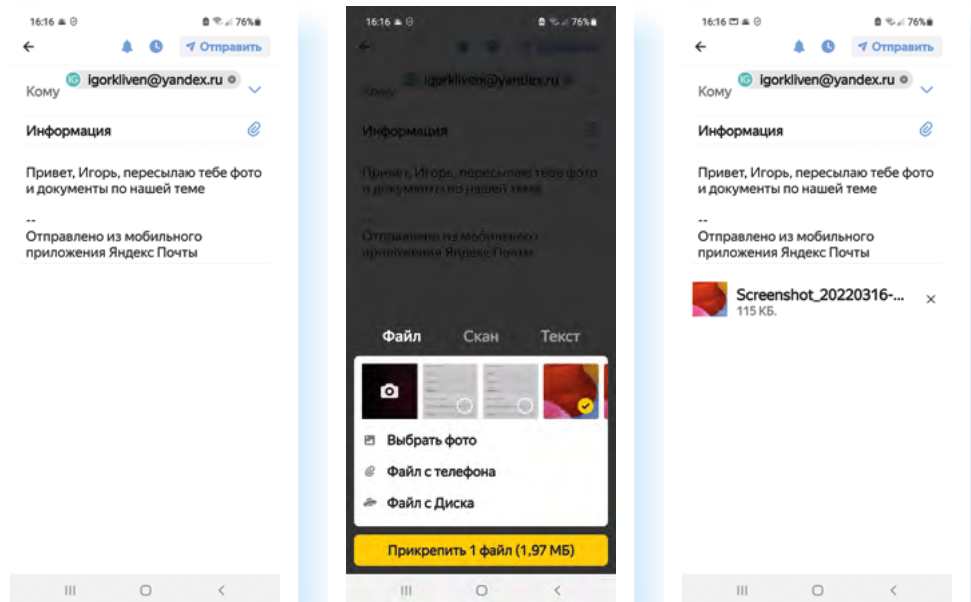 16:16 76%
Отправить
IG igorkliven@yandex.ru
Кому
Информация
Привет, Игорь, пересылаю тебе фото
и документы по нашей теме
--
Отправлено из мобильного
приложения Яндекс Почты
16:16 76%
Отправить
igorkliven@yandex.ru
Кому
Информация
Привет, Игорь, пересылаю тебе фото
и документы по нашей теме
--
Отправлено из мобильного
приложения Яндекс Почты
Файл Скан Текст
Выбрать фото
Файл с телефона
Файл с Диска
Прикрепить 1 файл (1,97 МБ)
16:16 76%
Отправить
IG igorkliven@yandex.ru
Кому
Информация
Привет, Игорь, пересылаю тебе фото
и документы по нашей теме
--
Отправлено из мобильного
приложения Яндекс Почты
Screenshot_20220316-...
115 КБ.